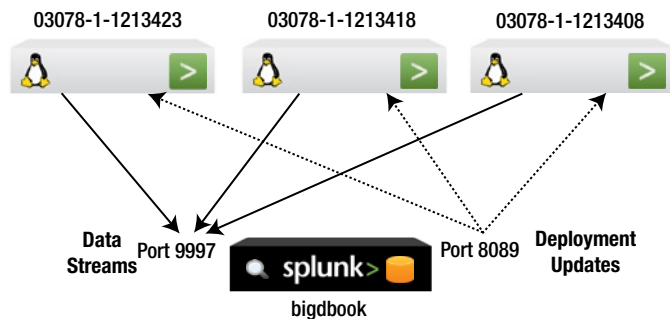 03078-1-1213423
03078-1-1213418
03078-1-1213408
>
>
>
Data
Streams
Port 9997
Port 8089
Deployment
Updates
splunk>
bigdbook